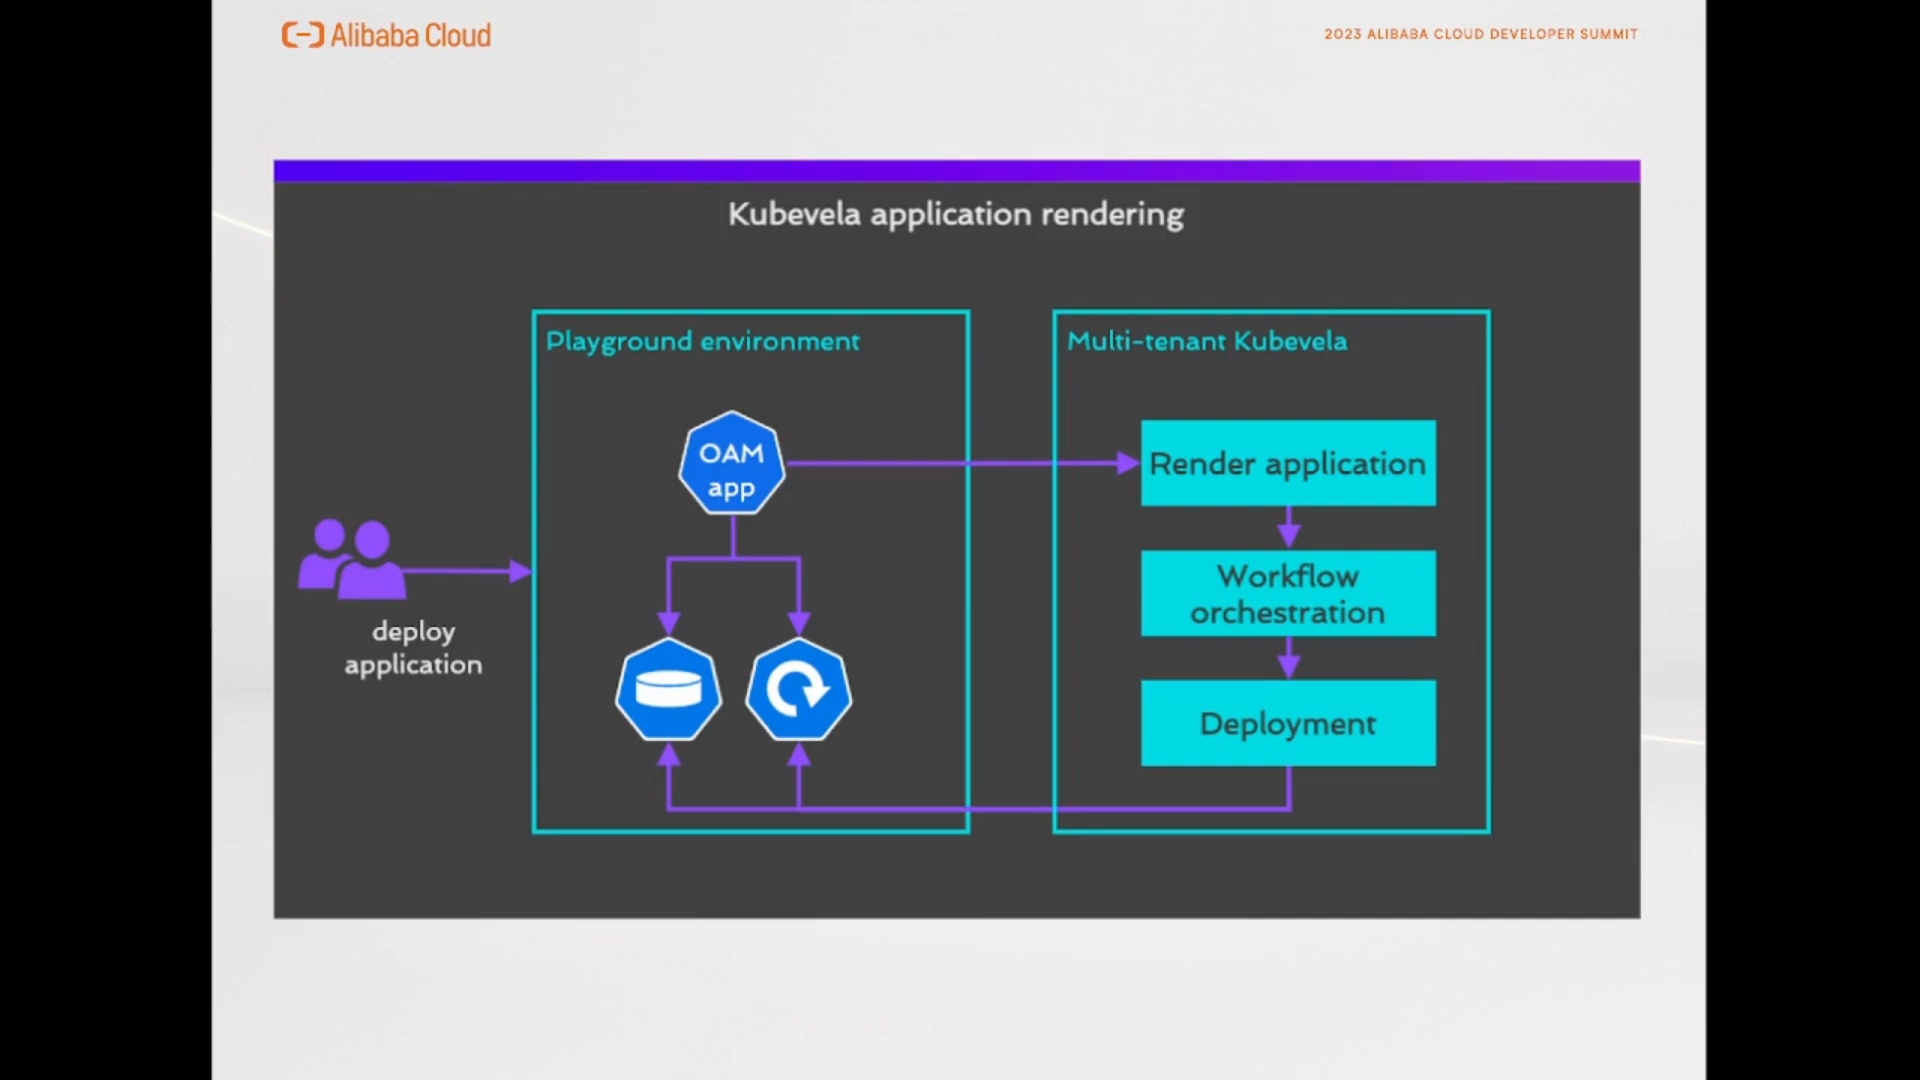 Alibaba Cloud
2023 ALIBABA CLOUD DEVELOPER SUMMIT
Kubevela application rendering
Playground environment
Multi-tenant Kubevela
OAM
app
Render application
Workflow
orchestration
deploy
application
Deployment